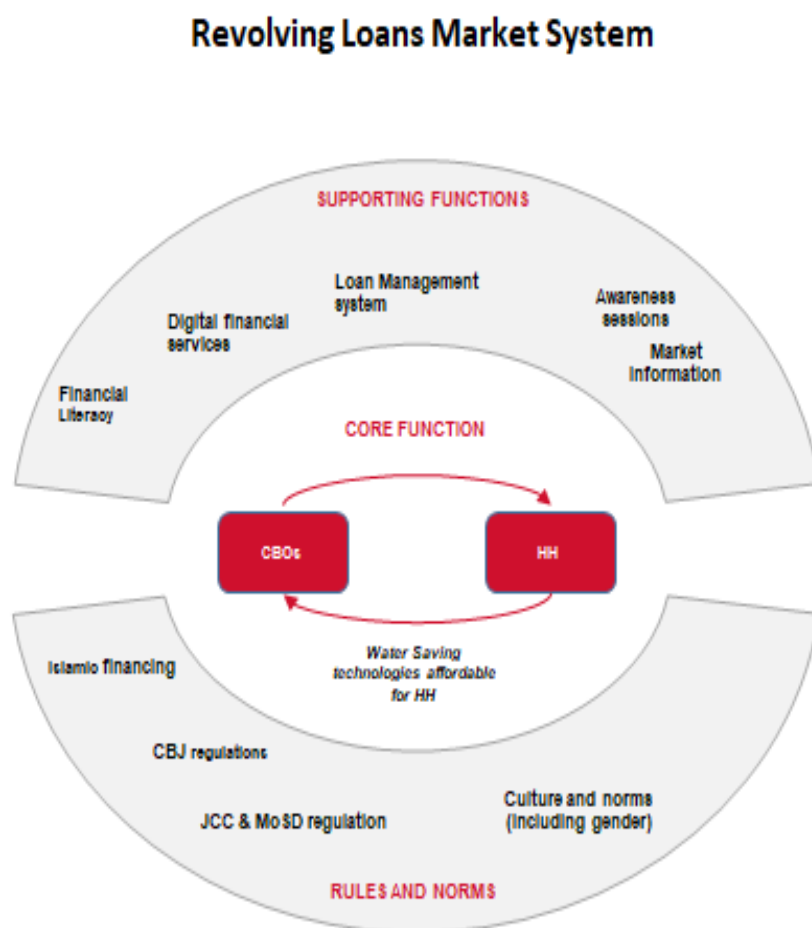 Revolving Loans Market System
SUPPORTING FUNCTIONS
Loan Management
system
Awareness
sessions
Digital financial
services
Market
information
Financial
Literacy
CORE FUNCTION
CBOs
HH
Water Saving
technologies affordable
for HH
Islamic financing
CBJ regulations
JCC & MoSD regulation
Culture and norms
(including gender)
RULES AND NORMS